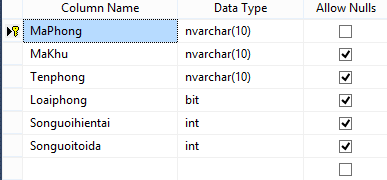 Column Name Data Type Allow Nulls
MaPhong nvarchar(10)
MaKhu nvarchar(10)
Tenphong nvarchar(10)
Loaiphong bit
Songuoihientai int
Songuoitoida int